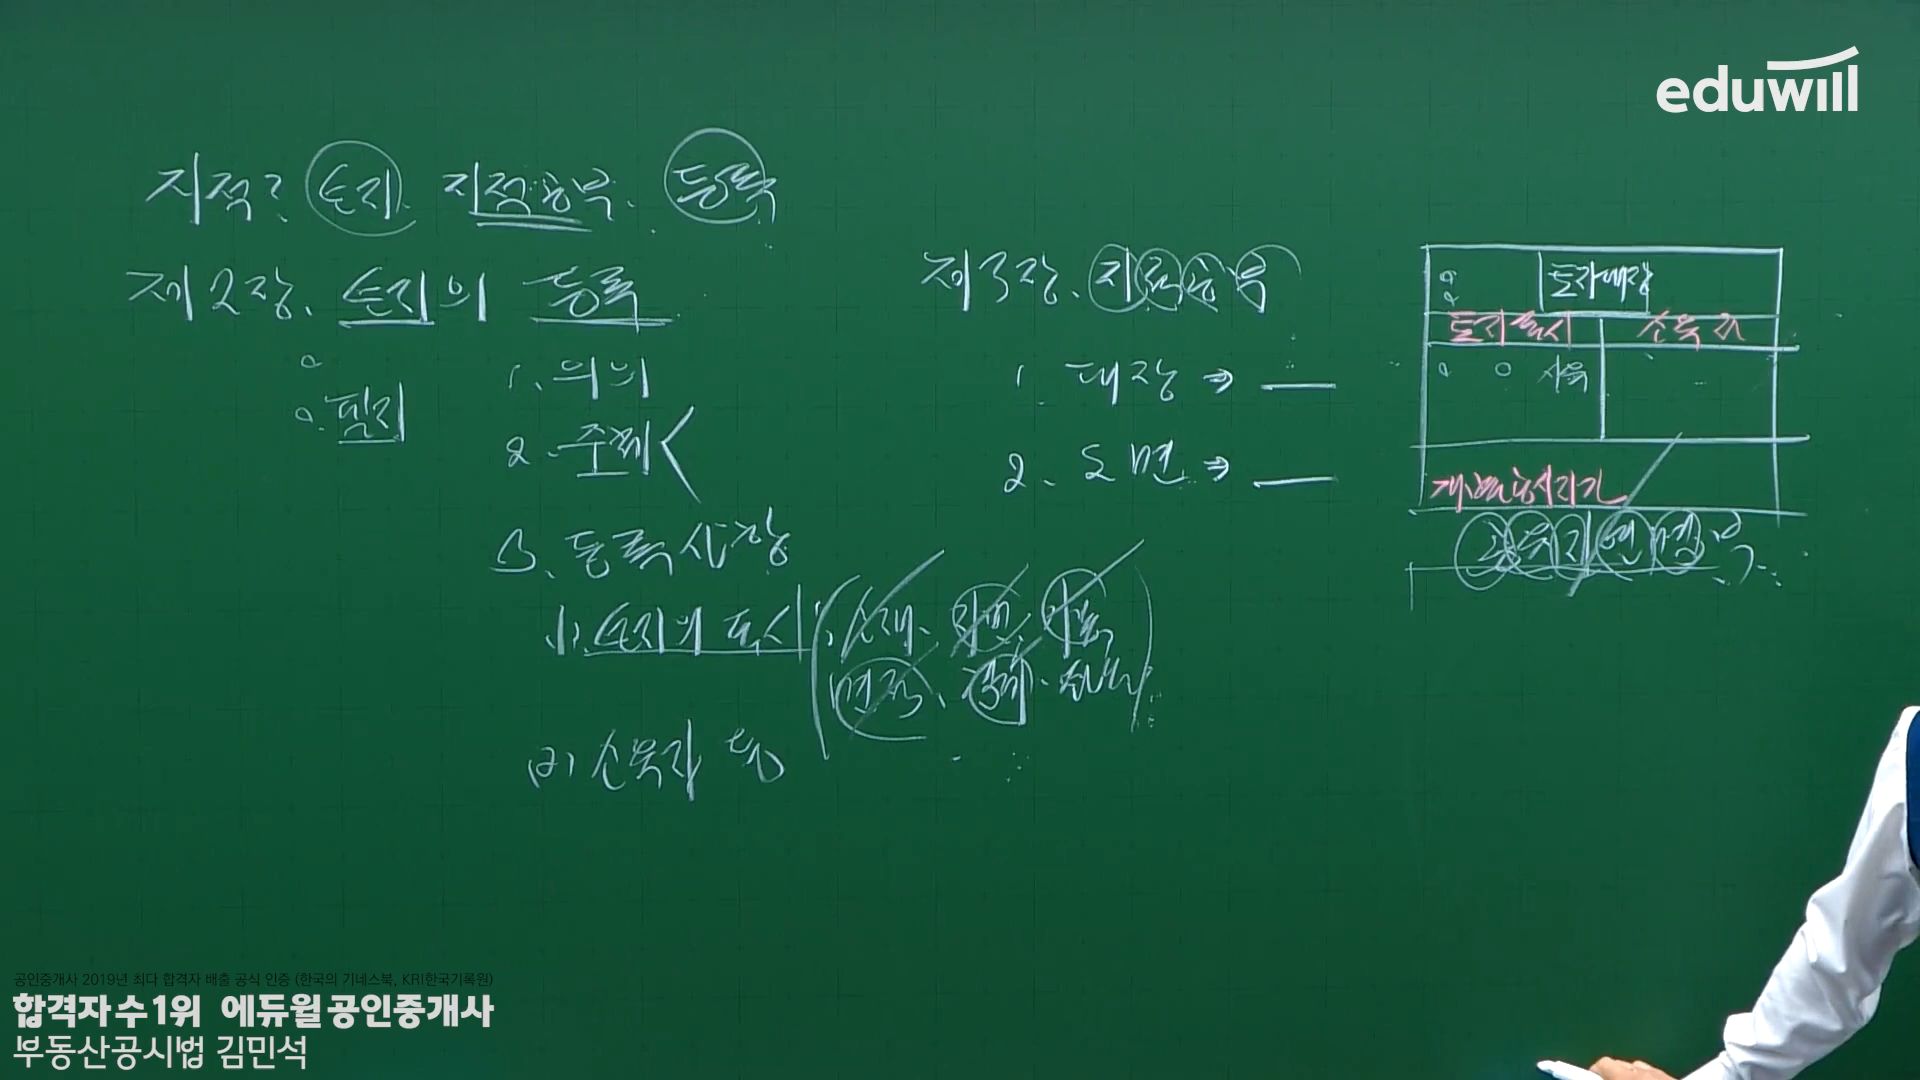 eduwill
지적? 토지 지적공부. 등록
제2장. 토지의 등록
필지
1. 의의
2. 주체
3. 등록사항
(1) 토지의 표시(소재, 지번, 지목,
면적, 경계, 좌표)
(2) 소유자 등
제3장. 지적공부
1. 대장 ⇒
2. 도면 ⇒
토지대장
토지표시 소유자
사유
개별공시지가
공유지연명부
공인중개사 2019년 최다 합격자 배출 공식 인증 (한국의 기네스북, KRI한국기록원)
합격자 수 1위 에듀윌 공인중개사
부동산공시법 김민석